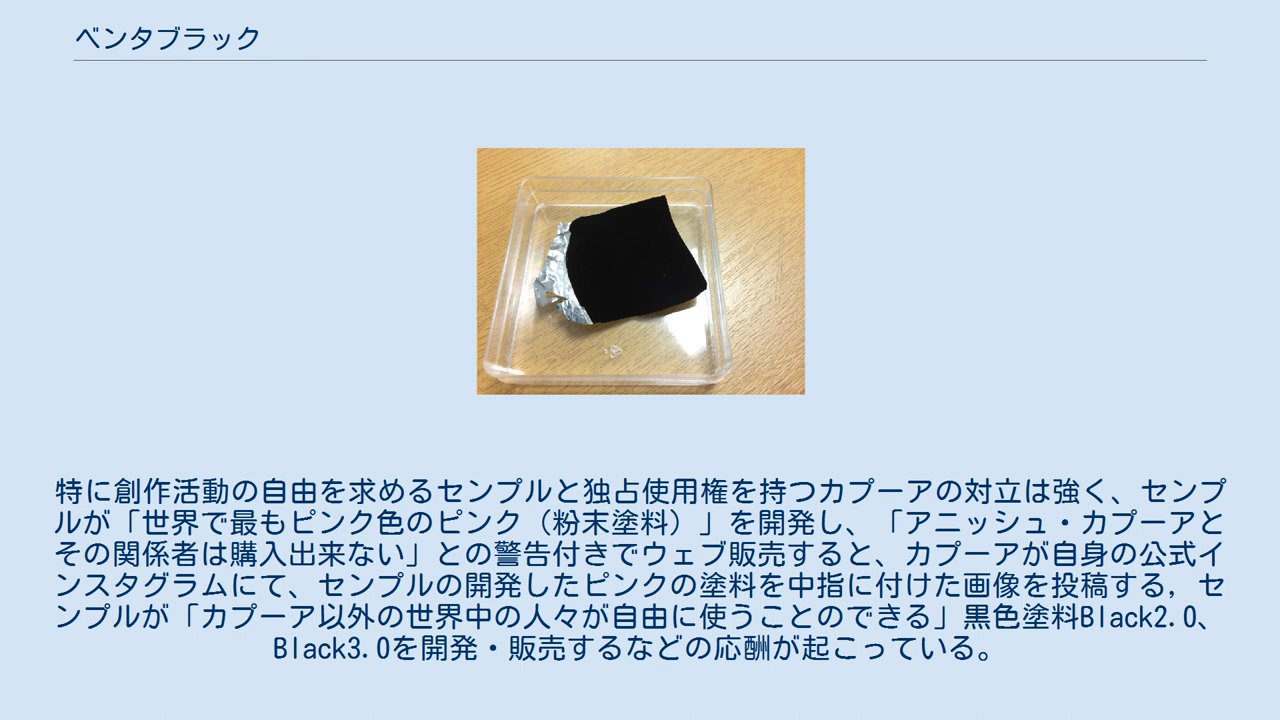 ベンタブラック
特に創作活動の自由を求めるセンプルと独占使用権を持つカプーアの対立は強く、センプ
ルが「世界で最もピンク色のピンク（粉末塗料）」を開発し、「アニッシュ・カプーアと
その関係者は購入出来ない」との警告付きでウェブ販売すると、カプーアが自身の公式イ
ンスタグラムにて、センプルの開発したピンクの塗料を中指に付けた画像を投稿する，セ
ンプルが「カプーア以外の世界中の人々が自由に使うことのできる」黒色塗料Black2.0、
Black3.0を開発・販売するなどの応酬が起こっている。